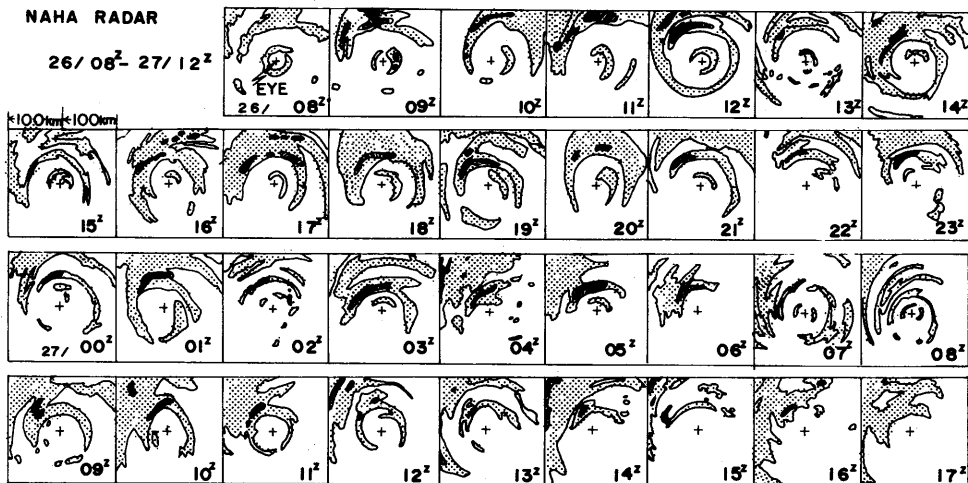 NAHA RADAR
26/08Z - 27/12Z
EYE
26/ 08Z 09Z 10Z 11Z 12Z 13Z 14Z
<100km <100km
15Z 16Z 17Z 18Z 19Z 20Z 21Z 22Z 23Z
27/ 00Z 01Z 02Z 03Z 04Z 05Z 06Z 07Z 08Z
09Z 10Z 11Z 12Z 13Z 14Z 15Z 16Z 17Z